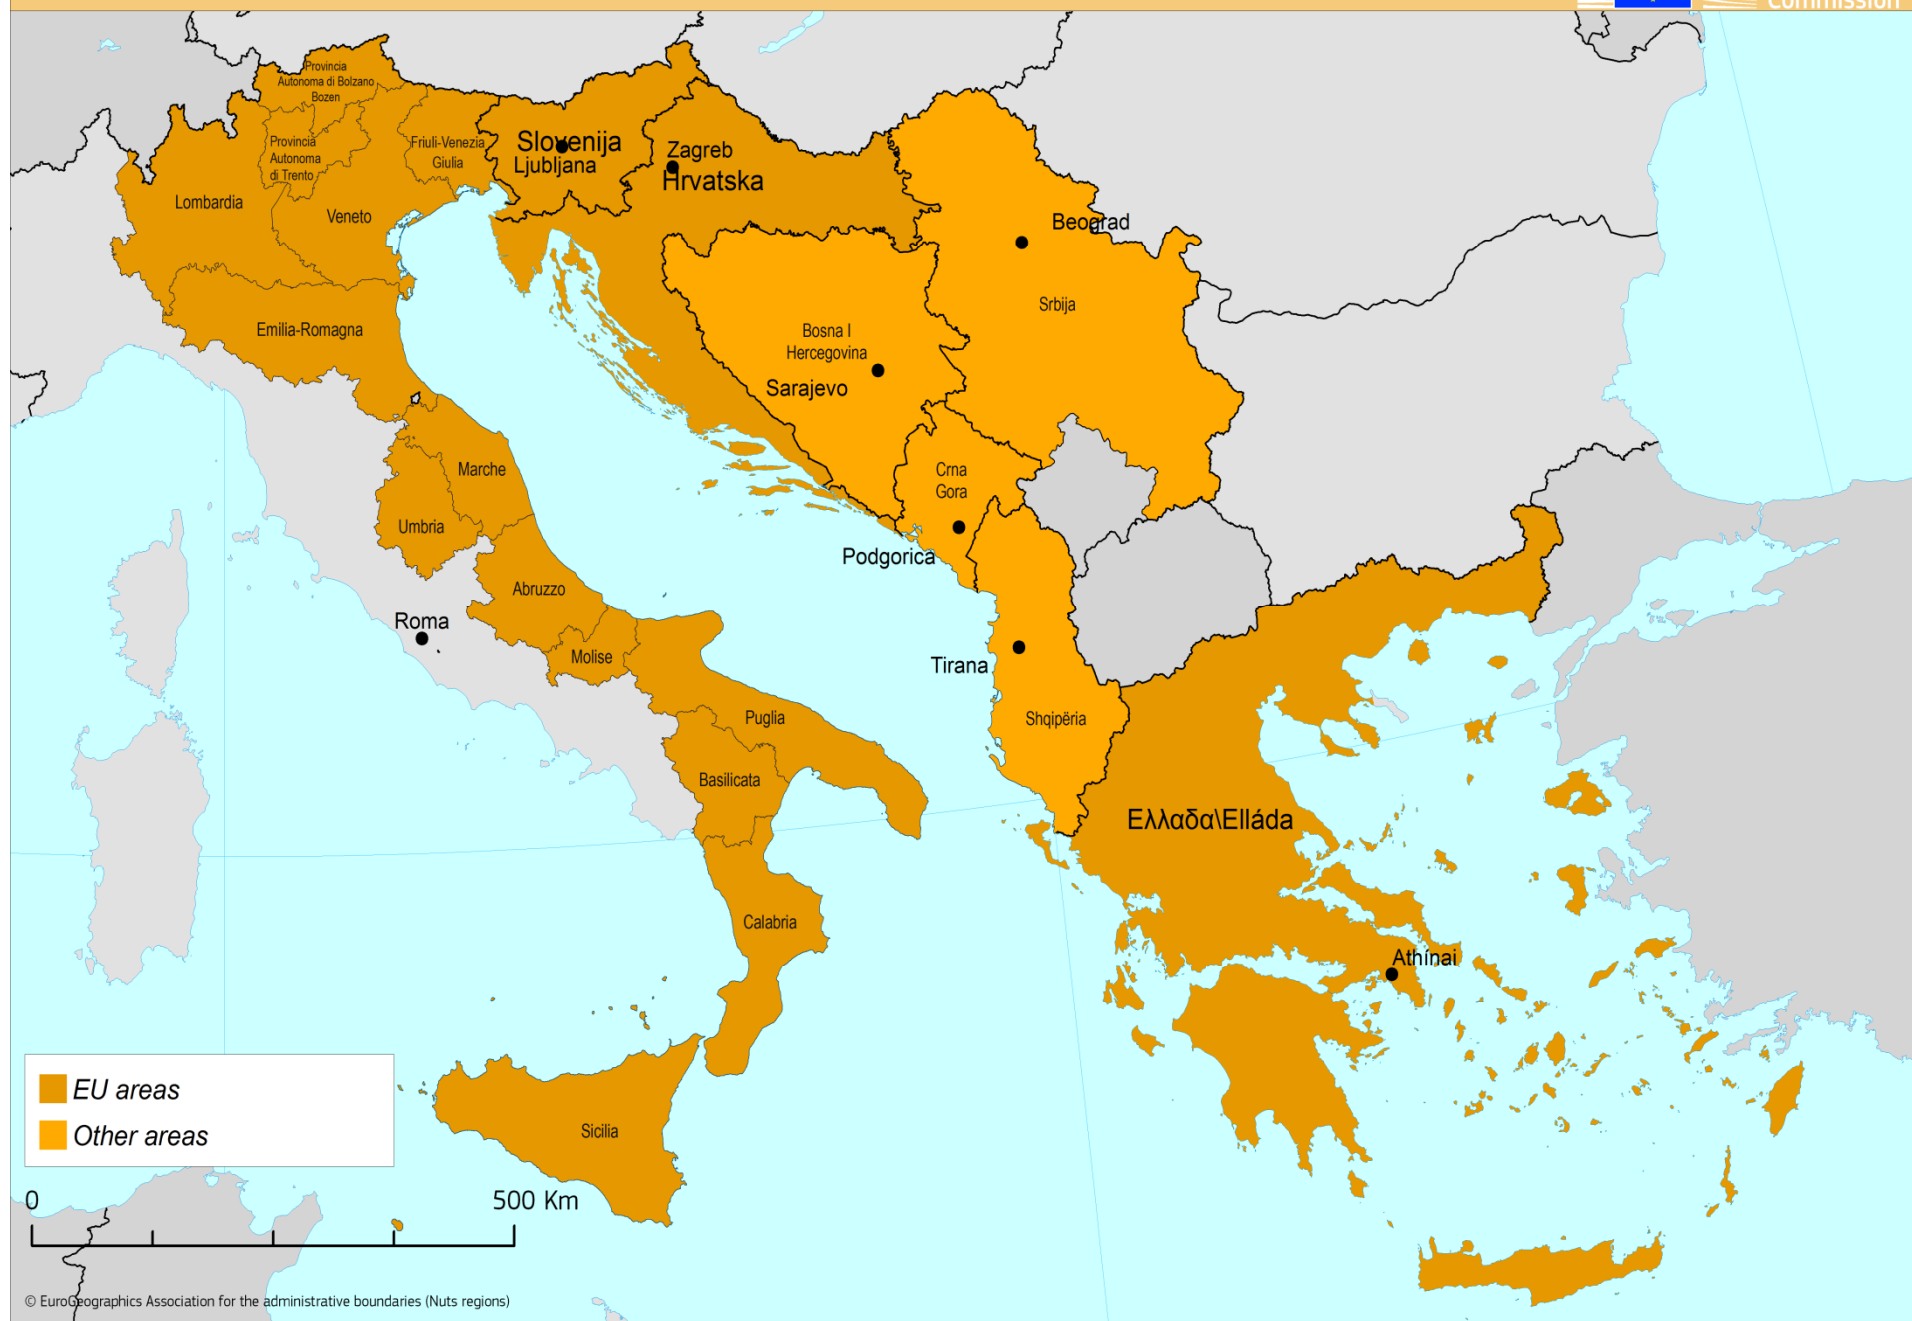 Commission
Provincia
Autonoma di Bolzano
Bozen
Provincia
Autonoma
di Trento
Friuli-Venezia
Giulia
Slovenija
Ljubljana
Zagreb
Hrvatska
Lombardia
Veneto
Beograd
Srbija
Emilia-Romagna
Bosna I
Hercegovina
Sarajevo
Marche
Crna
Gora
Umbria
Podgorica
Abruzzo
Roma
Molise
Tirana
Puglia
Shqipëria
Basilicata
Ελλαδα\Elláda
Calabria
Athínai
EU areas
Other areas
Sicilia
0 500 Km
© EuroGeographics Association for the administrative boundaries (Nuts regions)